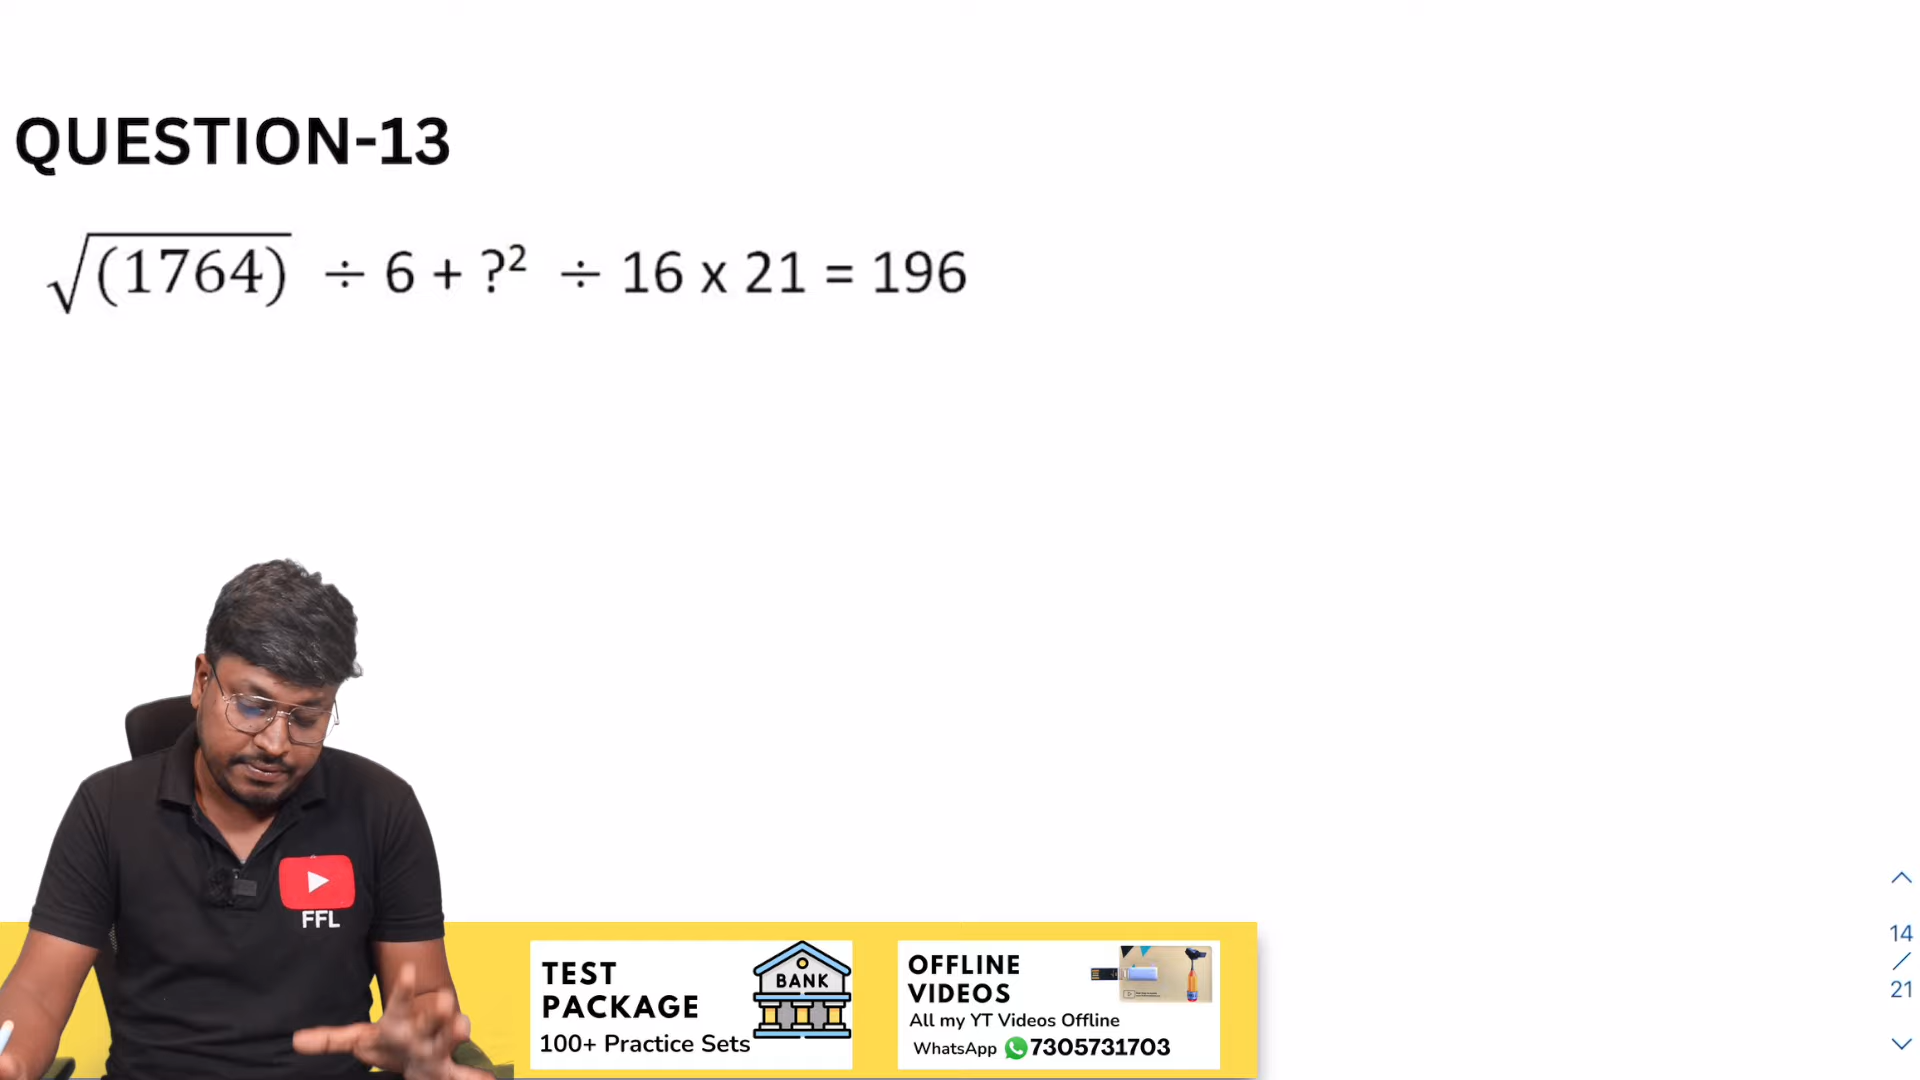 QUESTION-13
√(1764) ÷ 6 + ?² ÷ 16 x 21 = 196
FFL
TEST
PACKAGE
100+ Practice Sets
BANK
OFFLINE
VIDEOS
All my YT Videos Offline
WhatsApp 7305731703
14
/
21